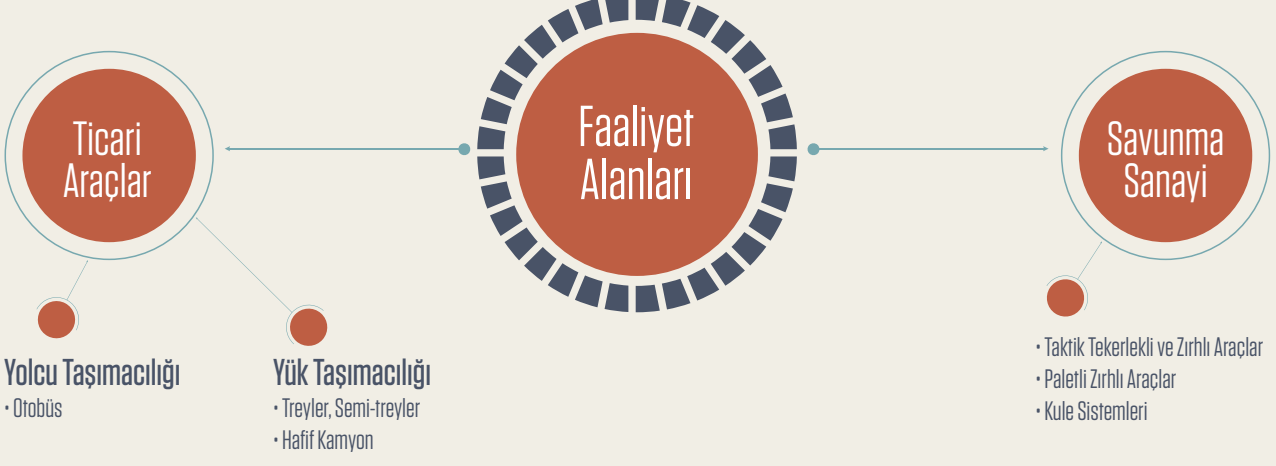 Faaliyet
Alanları
Ticari
Araçlar
Yolcu Taşımacılığı
• Otobüs
Yük Taşımacılığı
• Treyler, Semi-treyler
• Hafif Kamyon
Savunma
Sanayi
• Taktik Tekerlekli ve Zırhlı Araçlar
• Paletli Zırhlı Araçlar
• Kule Sistemleri